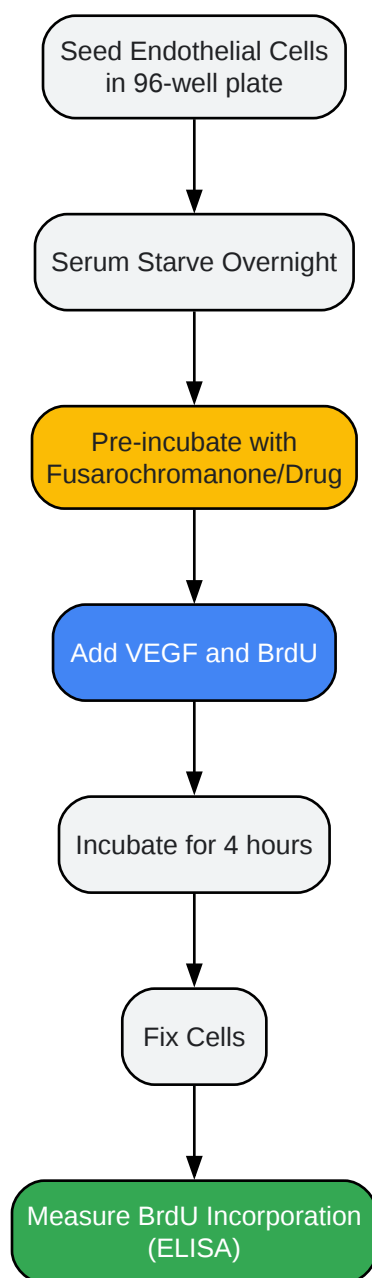 Seed Endothelial Cells
in 96-well plate
Serum Starve Overnight
Pre-incubate with
Fusarochromanone/Drug
Add VEGF and BrdU
Incubate for 4 hours
Fix Cells
Measure BrdU Incorporation
(ELISA)